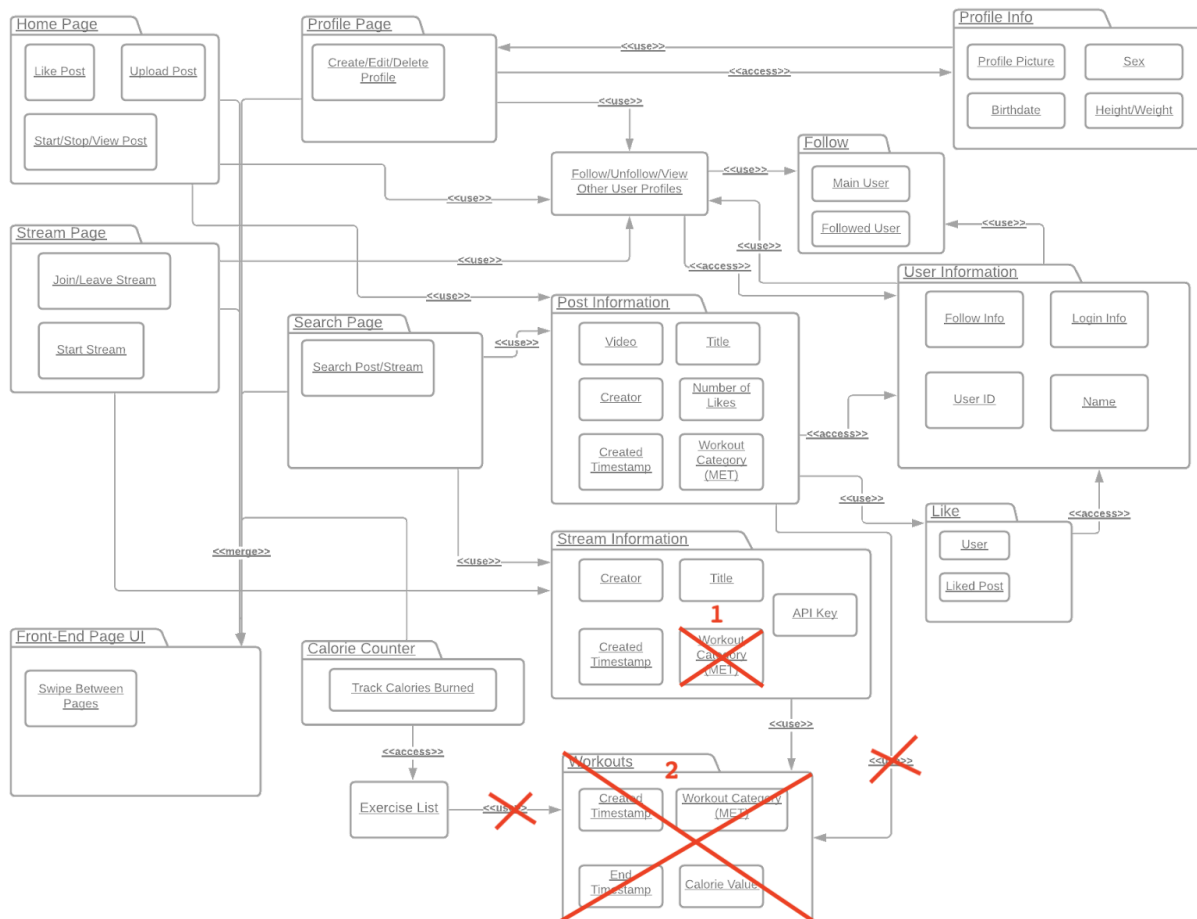 Home Page
Like Post
Upload Post
Start/Stop/View Post
Profile Page
Create/Edit/Delete
Profile
Profile Info
Profile Picture
Sex
Birthdate
Height/Weight
<<use>>
<<access>>
<<use>>
Follow/Unfollow/View
Other User Profiles
<<use>>
Follow
Main User
Followed User
<<use>>
<<use>>
<<use>>
<<access>>
<<use>>
<<use>>
Stream Page
Join/Leave Stream
Start Stream
User Information
Follow Info
Login Info
User ID
Name
Search Page
Search Post/Stream
<<use>>
Post Information
Video
Title
Creator
Number of
Likes
Created
Timestamp
Workout
Category
(MET)
<<access>>
<<use>>
Like
User
Liked Post
<<access>>
<<merge>>
<<use>>
Stream Information
Creator
Title
API Key
1
Created
Timestamp
Workout
Category
(MET)
Front-End Page UI
Swipe Between
Pages
Calorie Counter
Track Calories Burned
<<access>>
Exercise List
<<use>>
<<use>>
<<use>>
Workouts
2
Created
Timestamp
Workout Category
(MET)
End
Timestamp
Calorie Value